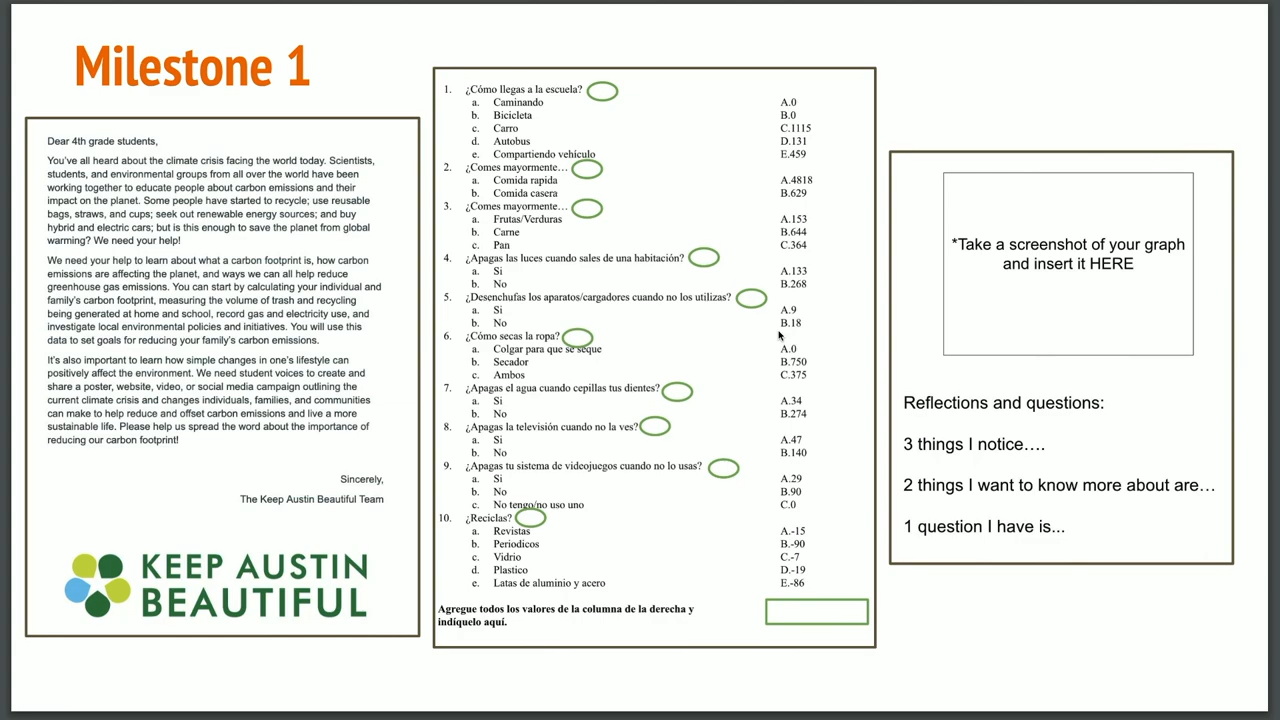 Milestone 1
Dear 4th grade students,
You've all heard about the climate crisis facing the world today. Scientists,
students, and environmental groups from all over the world have been
working together to educate people about carbon emissions and their
impact on the planet. Some people have started to recycle; use reusable
bags, straws, and cups; seek out renewable energy sources; and buy
hybrid and electric cars; but is this enough to save the planet from global
warming? We need your help!
We need your help to learn about what a carbon footprint is, how carbon
emissions are affecting the planet, and ways we can all help reduce
greenhouse gas emissions. You can start by calculating your individual and
family's carbon footprint, measuring the volume of trash and recycling
being generated at home and school, record gas and electricity use, and
investigate local environmental policies and initiatives. You will use this
data to set goals for reducing your family's carbon emissions.
It's also important to learn how simple changes in one's lifestyle can
positively affect the environment. We need student voices to create and
share a poster, website, video, or social media campaign outlining the
current climate crisis and changes individuals, families, and communities
can make to help reduce and offset carbon emissions and live a more
sustainable life. Please help us spread the word about the importance of
reducing our carbon footprint!
Sincerely,
The Keep Austin Beautiful Team
KEEP AUSTIN
BEAUTIFUL
1. ¿Cómo llegas a la escuela?
a. Caminando A.0
b. Bicicleta B.0
c. Carro C.1115
d. Autobus D.131
e. Compartiendo vehículo E.459
2. ¿Comes mayormente…
a. Comida rapida A.4818
b. Comida casera B.629
3. ¿Comes mayormente…
a. Frutas/Verduras A.153
b. Carne B.644
c. Pan C.364
4. ¿Apagas las luces cuando sales de una habitación?
a. Si A.133
b. No B.268
5. ¿Desenchufas los aparatos/cargadores cuando no los utilizas?
a. Si A.9
b. No B.18
6. ¿Cómo secas la ropa?
a. Colgar para que se seque A.0
b. Secador B.750
c. Ambos C.375
7. ¿Apagas el agua cuando cepillas tus dientes?
a. Si A.34
b. No B.274
8. ¿Apagas la televisión cuando no la ves?
a. Si A.47
b. No B.140
9. ¿Apagas tu sistema de videojuegos cuando no lo usas?
a. Si A.29
b. No B.90
c. No tengo/no uso uno C.0
10. ¿Reciclas?
a. Revistas A.-15
b. Periodicos B.-90
c. Vidrio C.-7
d. Plastico D.-19
e. Latas de aluminio y acero E.-86
Agregue todos los valores de la columna de la derecha y
indíquelo aquí.
*Take a screenshot of your graph
and insert it HERE
Reflections and questions:
3 things I notice….
2 things I want to know more about are…
1 question I have is...